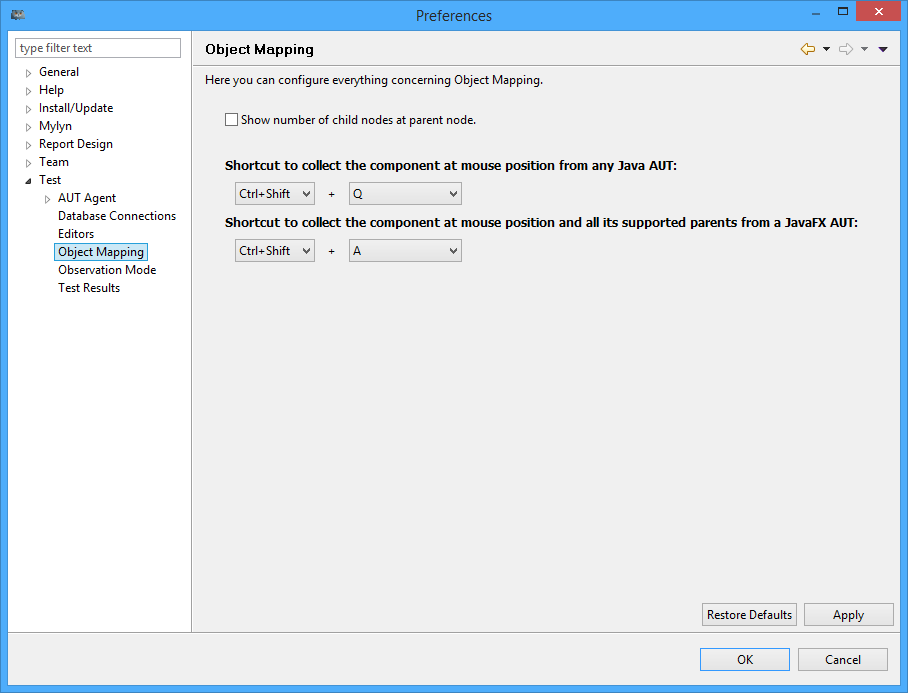 Preferences
type filter text
General
Help
Install/Update
Mylyn
Report Design
Team
Test
AUT Agent
Database Connections
Editors
Object Mapping
Observation Mode
Test Results
Object Mapping
Here you can configure everything concerning Object Mapping.
Show number of child nodes at parent node.
Shortcut to collect the component at mouse position from any Java AUT:
Ctrl+Shift + Q
Shortcut to collect the component at mouse position and all its supported parents from a JavaFX AUT:
Ctrl+Shift + A
Restore Defaults Apply
OK Cancel